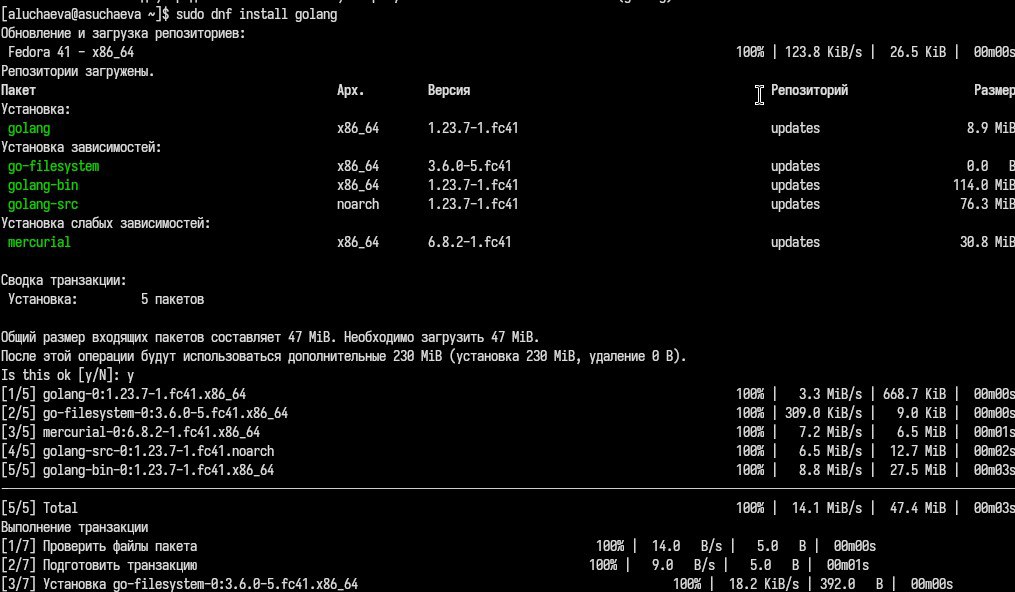 [aluchaeva@asuchaeva ~]$ sudo dnf install golang
Обновление и загрузка репозиториев:
Fedora 41 - x86_64 100% | 123.8 KiB/s | 26.5 KiB | 00m00s
Репозитории загружены.
Пакет Арх. Версия Репозиторий Размер
Установка:
golang x86_64 1.23.7-1.fc41 updates 8.9 MiB
Установка зависимостей:
go-filesystem x86_64 3.6.0-5.fc41 updates 0.0 B
golang-bin x86_64 1.23.7-1.fc41 updates 114.0 MiB
golang-src noarch 1.23.7-1.fc41 updates 76.3 MiB
Установка слабых зависимостей:
mercurial x86_64 6.8.2-1.fc41 updates 30.8 MiB
Сводка транзакции:
Установка: 5 пакетов
Общий размер входящих пакетов составляет 47 MiB. Необходимо загрузить 47 MiB.
После этой операции будут использоваться дополнительные 230 MiB (установка 230 MiB, удаление 0 B).
Is this ok [y/N]: y
[1/5] golang-0:1.23.7-1.fc41.x86_64 100% | 3.3 MiB/s | 668.7 KiB | 00m00s
[2/5] go-filesystem-0:3.6.0-5.fc41.x86_64 100% | 309.0 KiB/s | 9.0 KiB | 00m00s
[3/5] mercurial-0:6.8.2-1.fc41.x86_64 100% | 7.2 MiB/s | 6.5 MiB | 00m01s
[4/5] golang-src-0:1.23.7-1.fc41.noarch 100% | 6.5 MiB/s | 12.7 MiB | 00m02s
[5/5] golang-bin-0:1.23.7-1.fc41.x86_64 100% | 8.8 MiB/s | 27.5 MiB | 00m03s
[5/5] Total 100% | 14.1 MiB/s | 47.4 MiB | 00m03s
Выполнение транзакции
[1/7] Проверить файлы пакета 100% | 14.0 B/s | 5.0 B | 00m00s
[2/7] Подготовить транзакцию 100% | 9.0 B/s | 5.0 B | 00m01s
[3/7] Установка go-filesystem-0:3.6.0-5.fc41.x86_64 100% | 18.2 KiB/s | 392.0 B | 00m00s